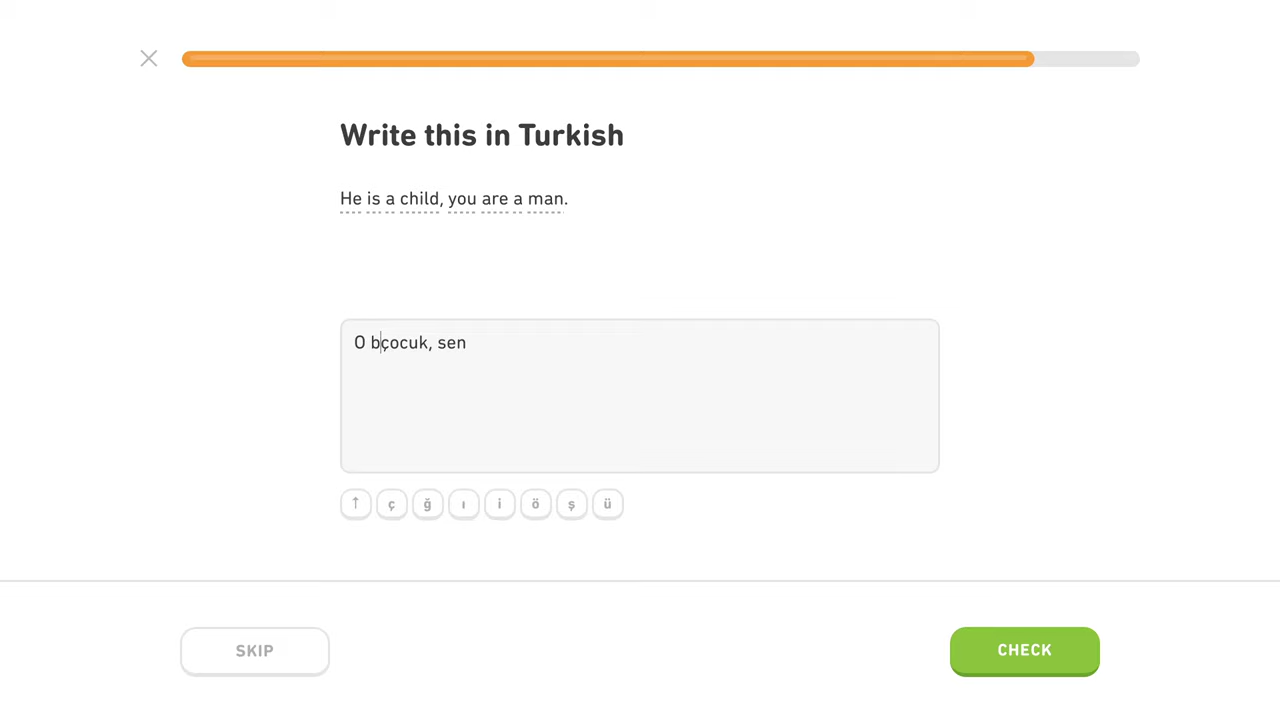 Write this in Turkish
He is a child, you are a man.
O bçocuk, sen
↑ ç ğ ı i ö ş ü
SKIP
CHECK